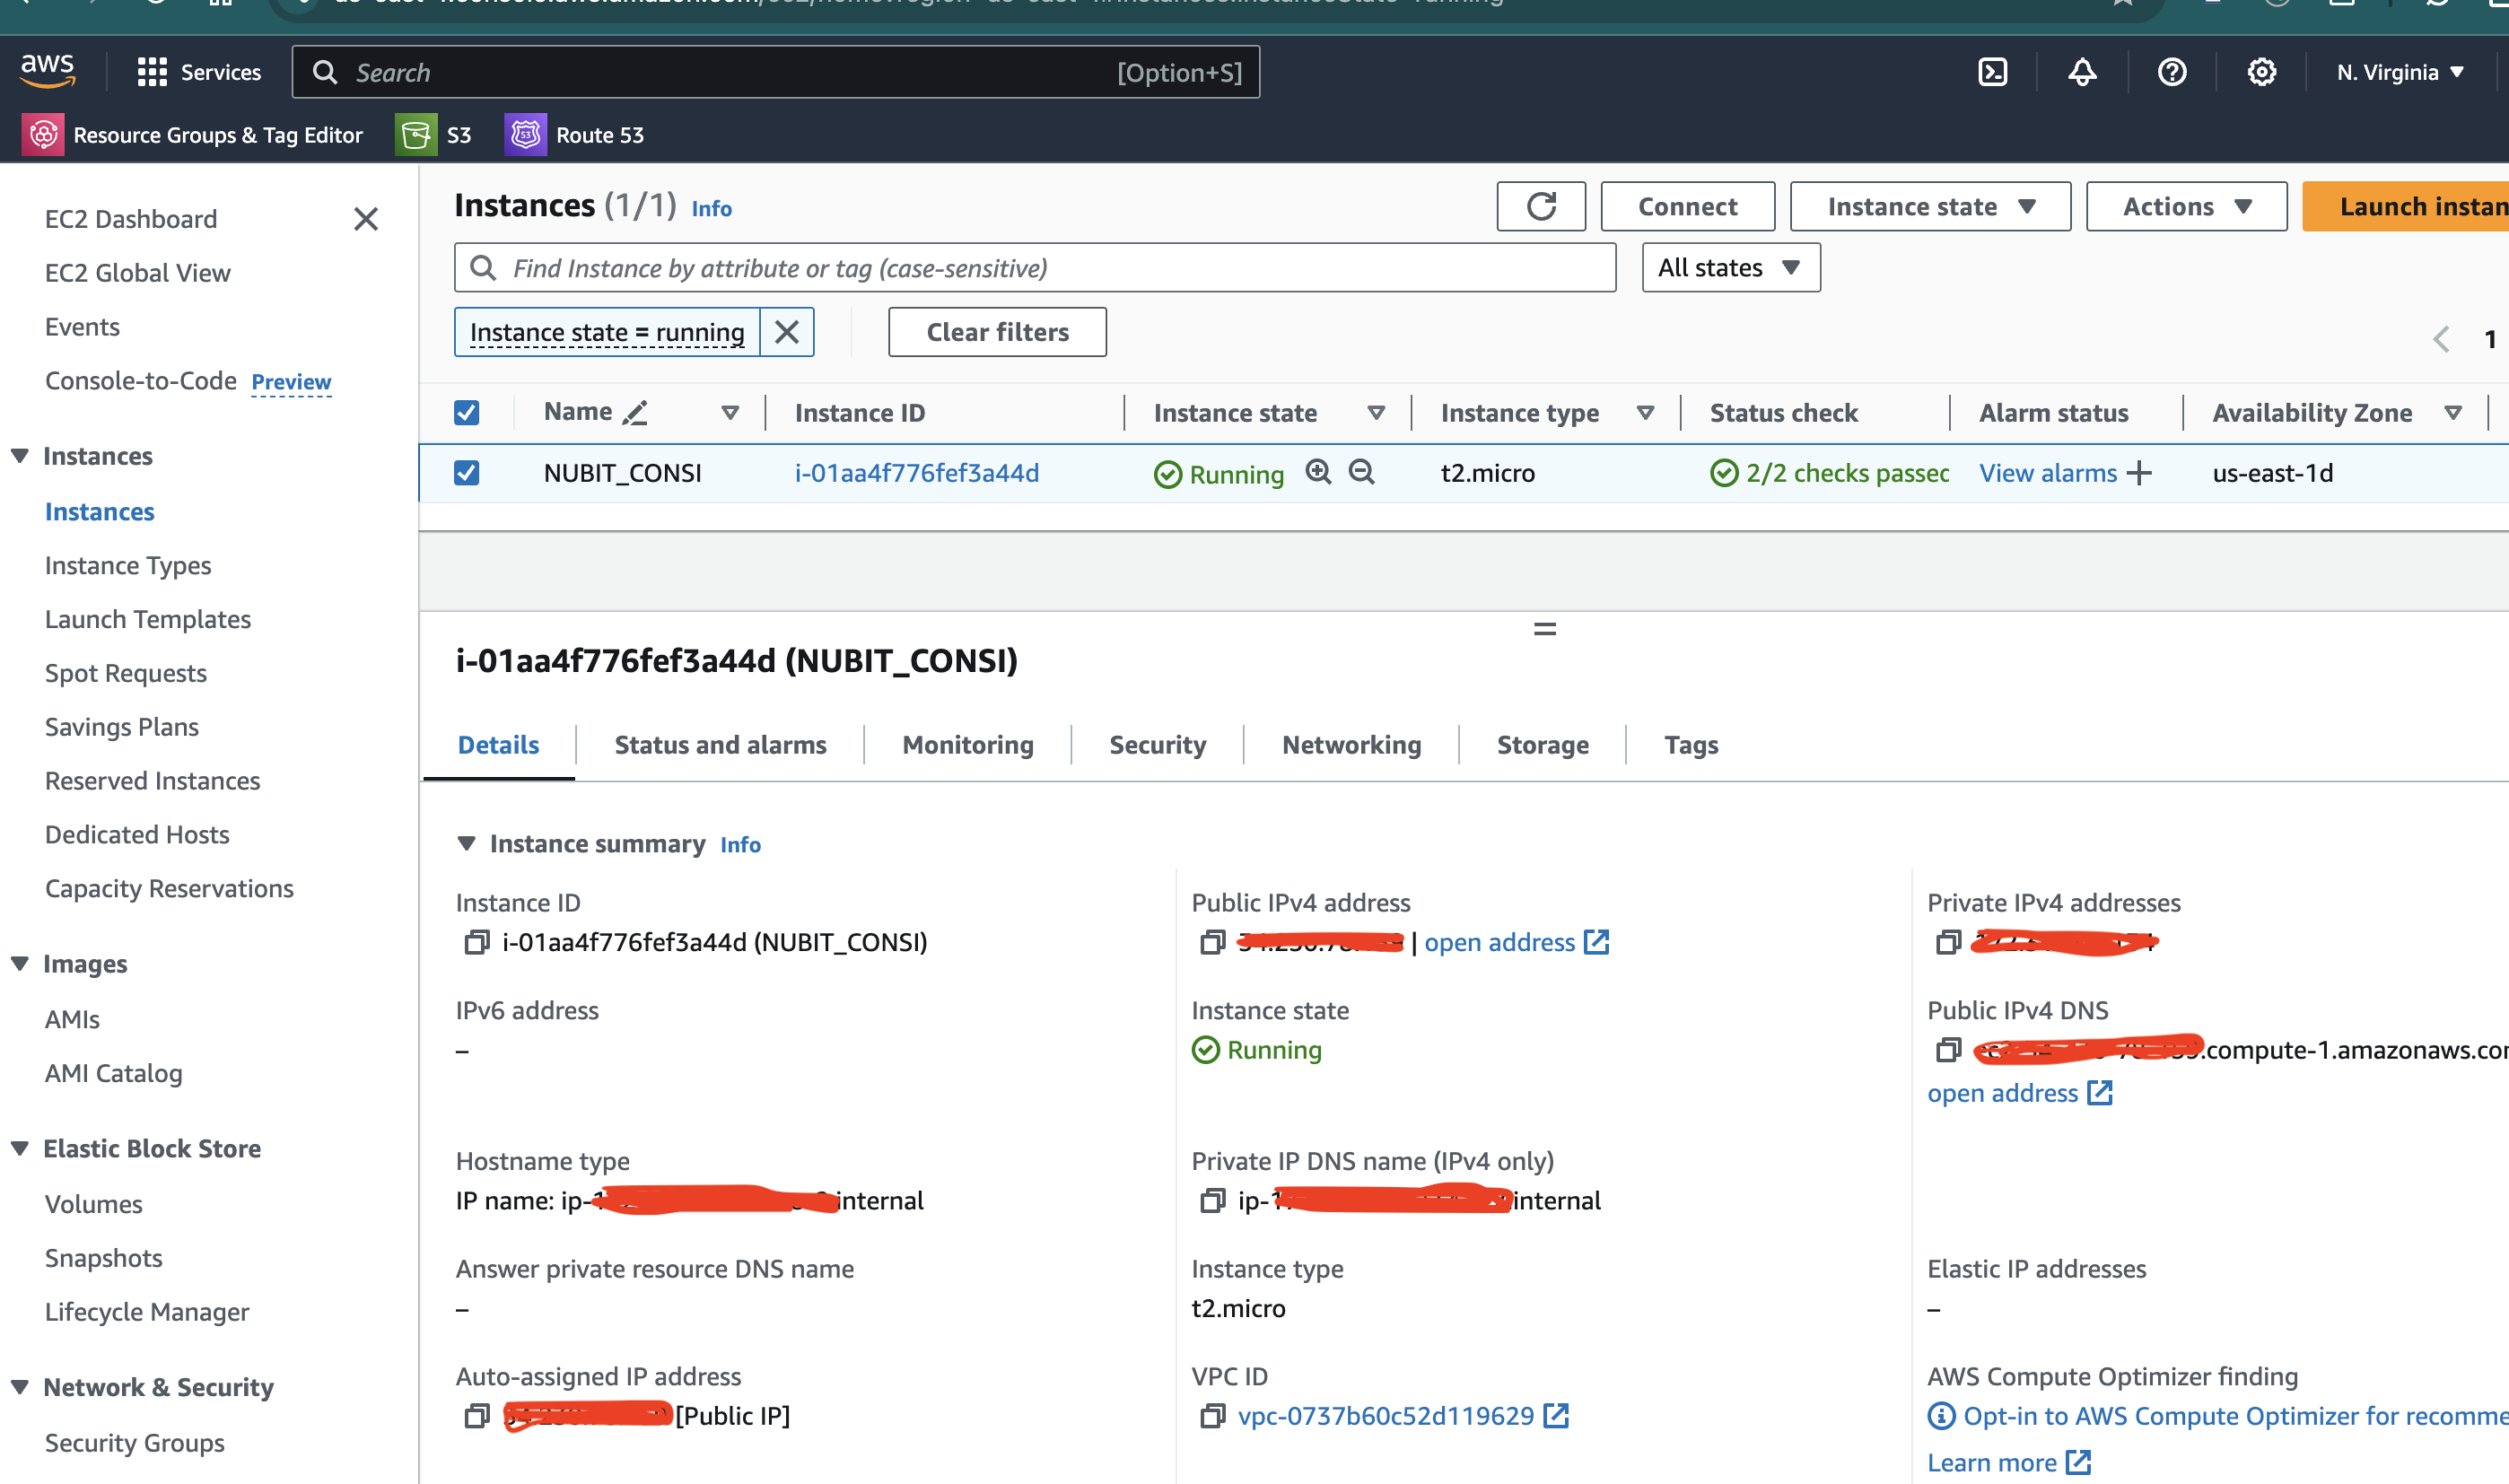 aws
Services
Search
[Option+S]
N. Virginia
Resource Groups & Tag Editor
S3
53
Route 53
EC2 Dashboard
EC2 Global View
Events
Console-to-Code Preview
Instances
Instances
Instance Types
Launch Templates
Spot Requests
Savings Plans
Reserved Instances
Dedicated Hosts
Capacity Reservations
Images
AMIs
AMI Catalog
Elastic Block Store
Volumes
Snapshots
Lifecycle Manager
Network & Security
Security Groups
Instances (1/1) Info
Connect
Instance state
Actions
Launch instan
Find Instance by attribute or tag (case-sensitive)
All states
Instance state = running
Clear filters
1
Name
Instance ID
Instance state
Instance type
Status check
Alarm status
Availability Zone
NUBIT_CONSI
i-01aa4f776fef3a44d
Running
t2.micro
2/2 checks passec
View alarms
us-east-1d
i-01aa4f776fef3a44d (NUBIT_CONSI)
Details
Status and alarms
Monitoring
Security
Networking
Storage
Tags
Instance summary Info
Instance ID
i-01aa4f776fef3a44d (NUBIT_CONSI)
Public IPv4 address
| open address
Private IPv4 addresses
IPv6 address
–
Instance state
Running
Public IPv4 DNS
.compute-1.amazonaws.cor
open address
Hostname type
IP name: ip- internal
Private IP DNS name (IPv4 only)
ip- internal
Answer private resource DNS name
–
Instance type
t2.micro
Elastic IP addresses
–
Auto-assigned IP address
[Public IP]
VPC ID
vpc-0737b60c52d119629
AWS Compute Optimizer finding
Opt-in to AWS Compute Optimizer for recomme
Learn more